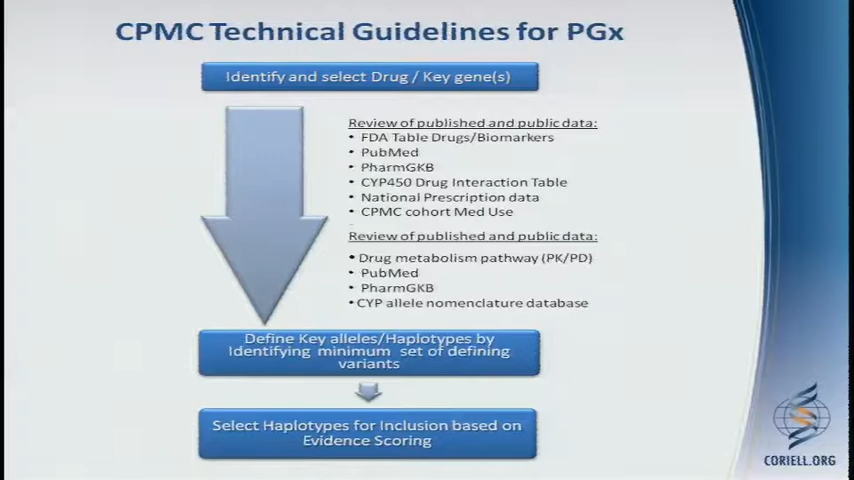 CPMC Technical Guidelines for PGx
Identify and select Drug / Key gene(s)
Review of published and public data:
• FDA Table Drugs/Biomarkers
• PubMed
• PharmGKB
• CYP450 Drug Interaction Table
• National Prescription data
• CPMC cohort Med Use
Review of published and public data:
• Drug metabolism pathway (PK/PD)
• PubMed
• PharmGKB
• CYP allele nomenclature database
Define Key alleles/Haplotypes by
Identifying minimum set of defining
variants
Select Haplotypes for Inclusion based on
Evidence Scoring
CORIELL.ORG